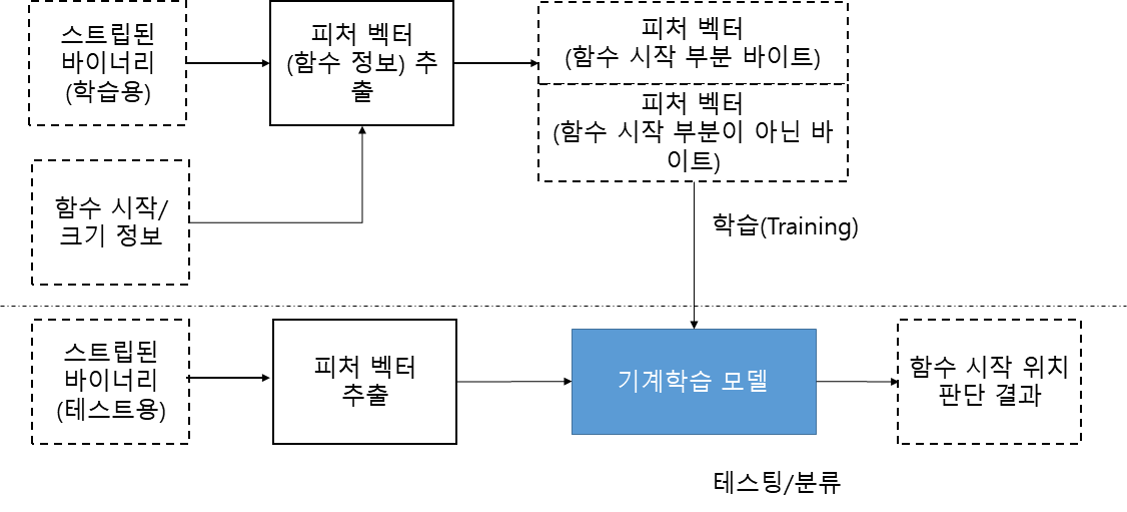 스트립된
바이너리
(학습용)
피처 벡터
(함수 정보) 추
출
피처 벡터
(함수 시작 부분 바이트)
피처 벡터
(함수 시작 부분이 아닌 바
이트)
함수 시작/
크기 정보
학습(Training)
스트립된
바이너리
(테스트용)
피처 벡터
추출
기계학습 모델
함수 시작 위치
판단 결과
테스팅/분류